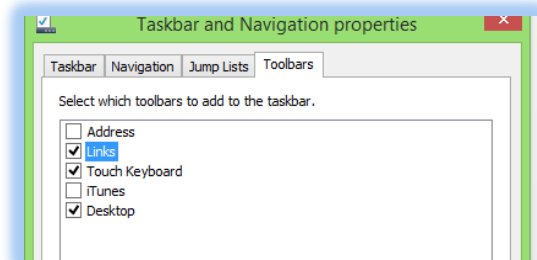 Taskbar and Navigation properties
Taskbar Navigation Jump Lists Toolbars
Select which toolbars to add to the taskbar.
Address
Links
Touch Keyboard
iTunes
Desktop